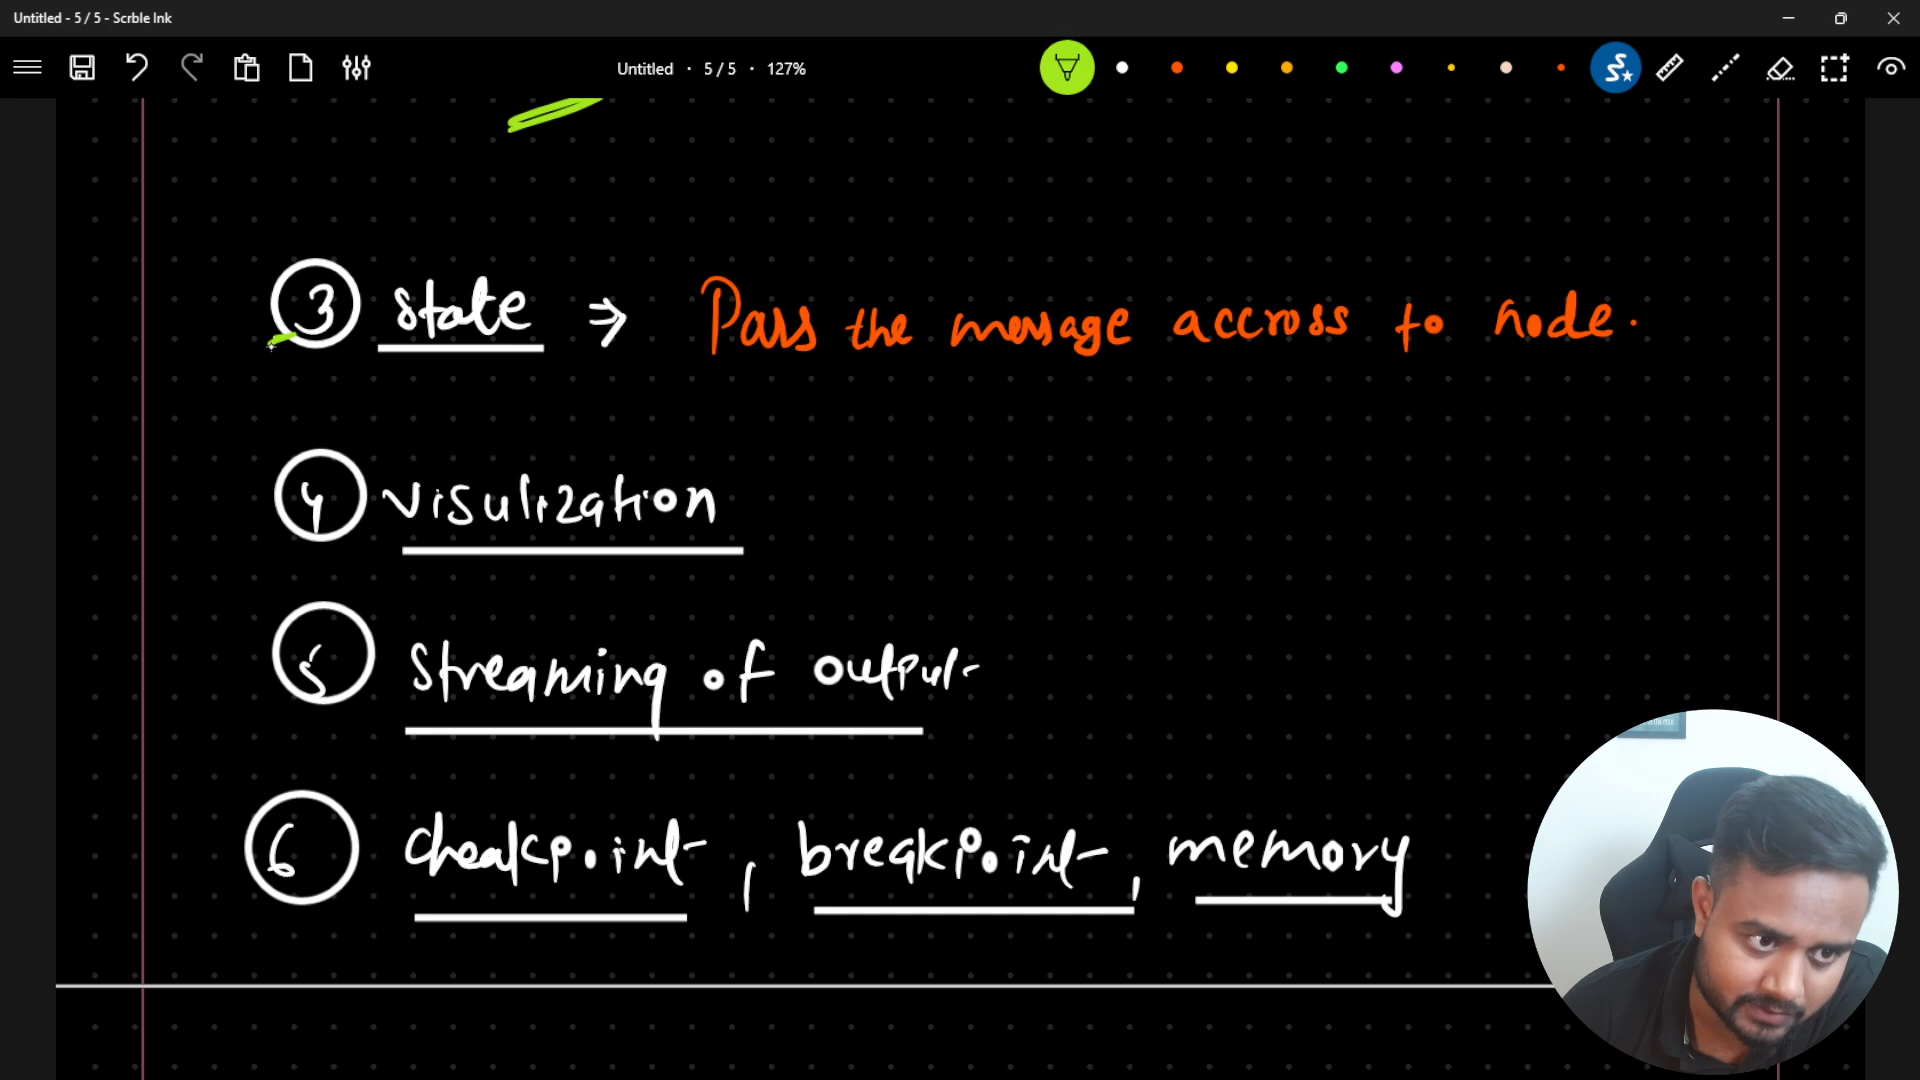 Untitled - 5 / 5 - Scrble Ink
Untitled • 5 / 5 • 127%
3 state ⇒ Pass the message accross to node.
4 visulization
5 streaming of output
6 cheakpoint, breakpoint, memory